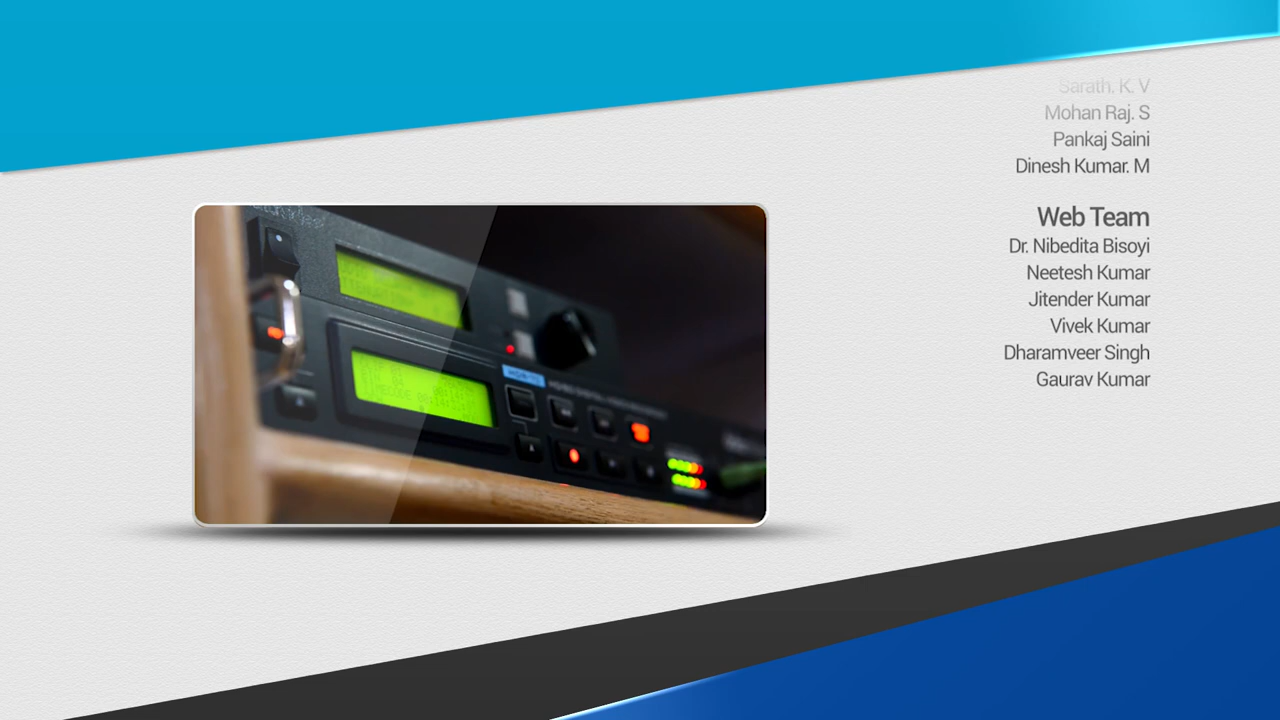 Sarath. K. V
Mohan Raj. S
Pankaj Saini
Dinesh Kumar. M
Web Team
Dr. Nibedita Bisoyi
Neetesh Kumar
Jitender Kumar
Vivek Kumar
Dharamveer Singh
Gaurav Kumar